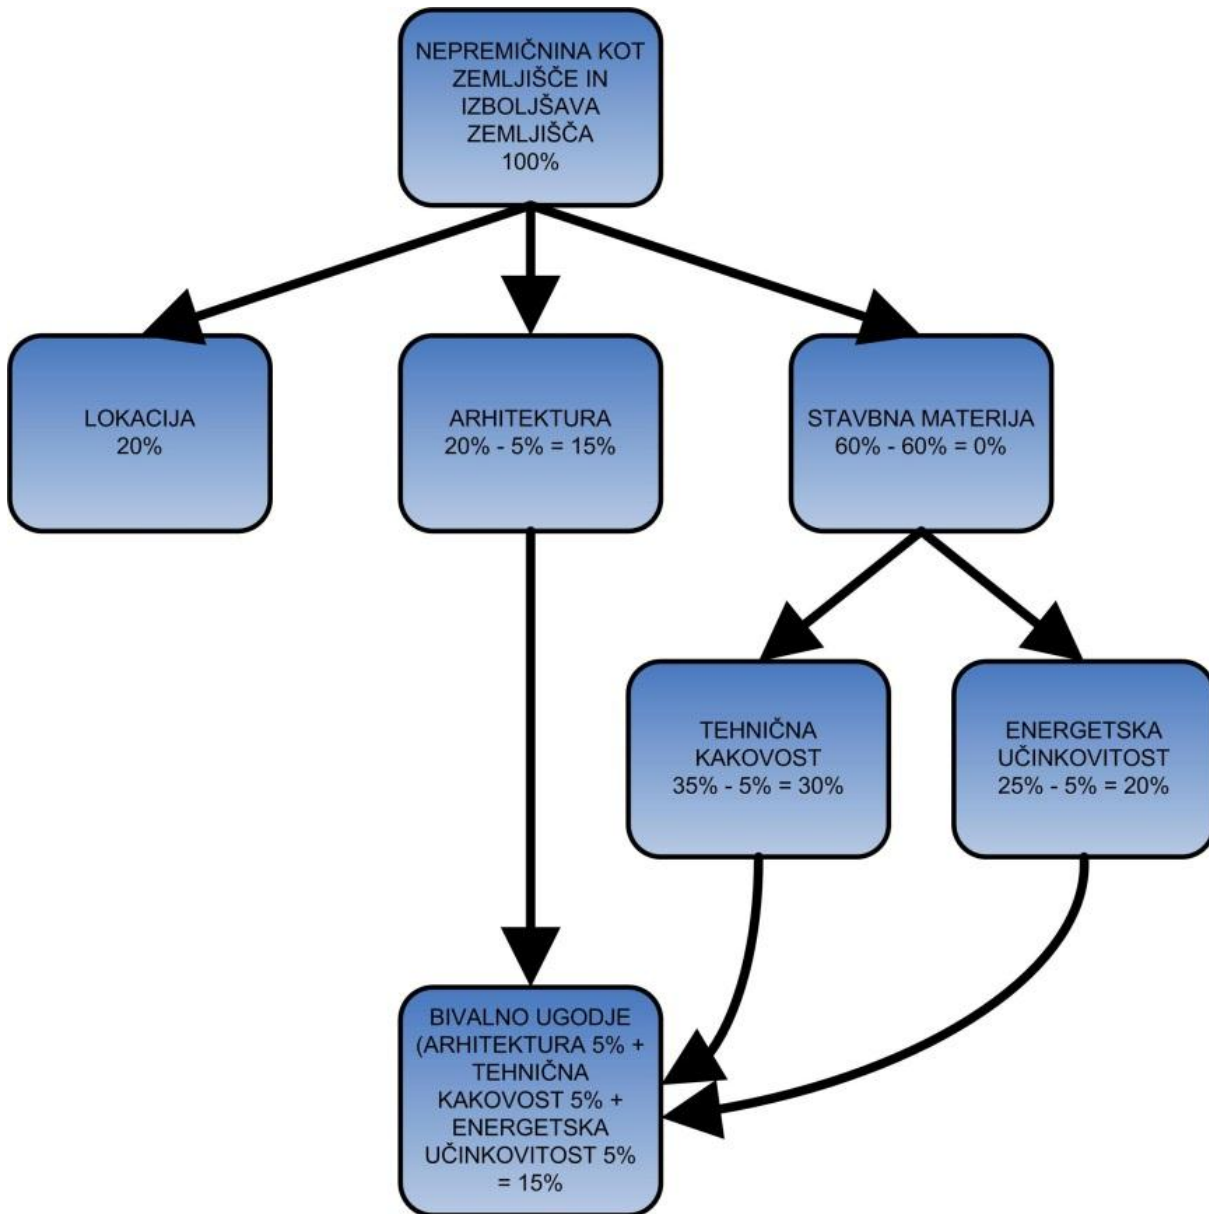 NEPREMIČNINA KOT
ZEMLJIŠČE IN
IZBOLJŠAVA
ZEMLJIŠČA
100%
LOKACIJA
20%
ARHITEKTURA
20% - 5% = 15%
STAVBNA MATERIJA
60% - 60% = 0%
TEHNIČNA
KAKOVOST
35% - 5% = 30%
ENERGETSKA
UČINKOVITOST
25% - 5% = 20%
BIVALNO UGODJE
(ARHITEKTURA 5% +
TEHNIČNA
KAKOVOST 5% +
ENERGETSKA
UČINKOVITOST 5%
= 15%